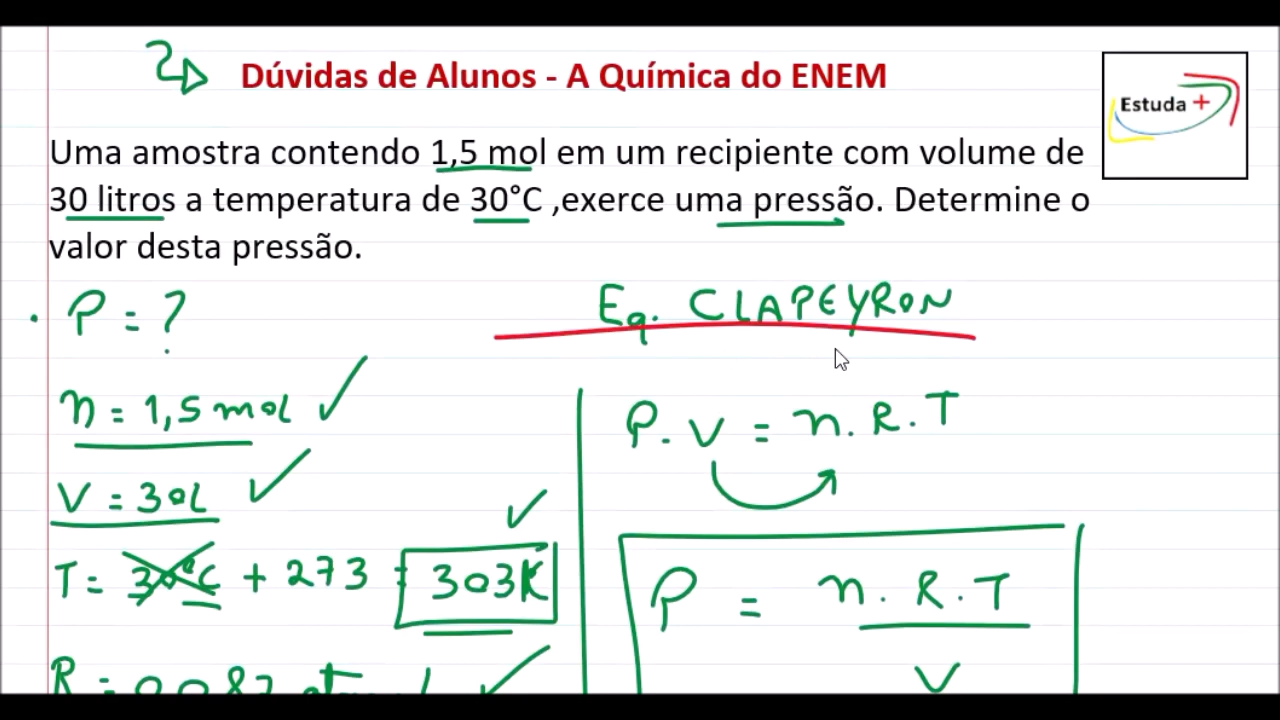 Dúvidas de Alunos - A Química do ENEM
Estuda +
Uma amostra contendo 1,5 mol em um recipiente com volume de
30 litros a temperatura de 30°C ,exerce uma pressão. Determine o
valor desta pressão.
P = ?
Eq. CLAPEYRON
n = 1,5 mol
P. V = n. R. T
V = 30L
T = 30°C + 273 = 303K
P = n. R. T
V
R = 0,082